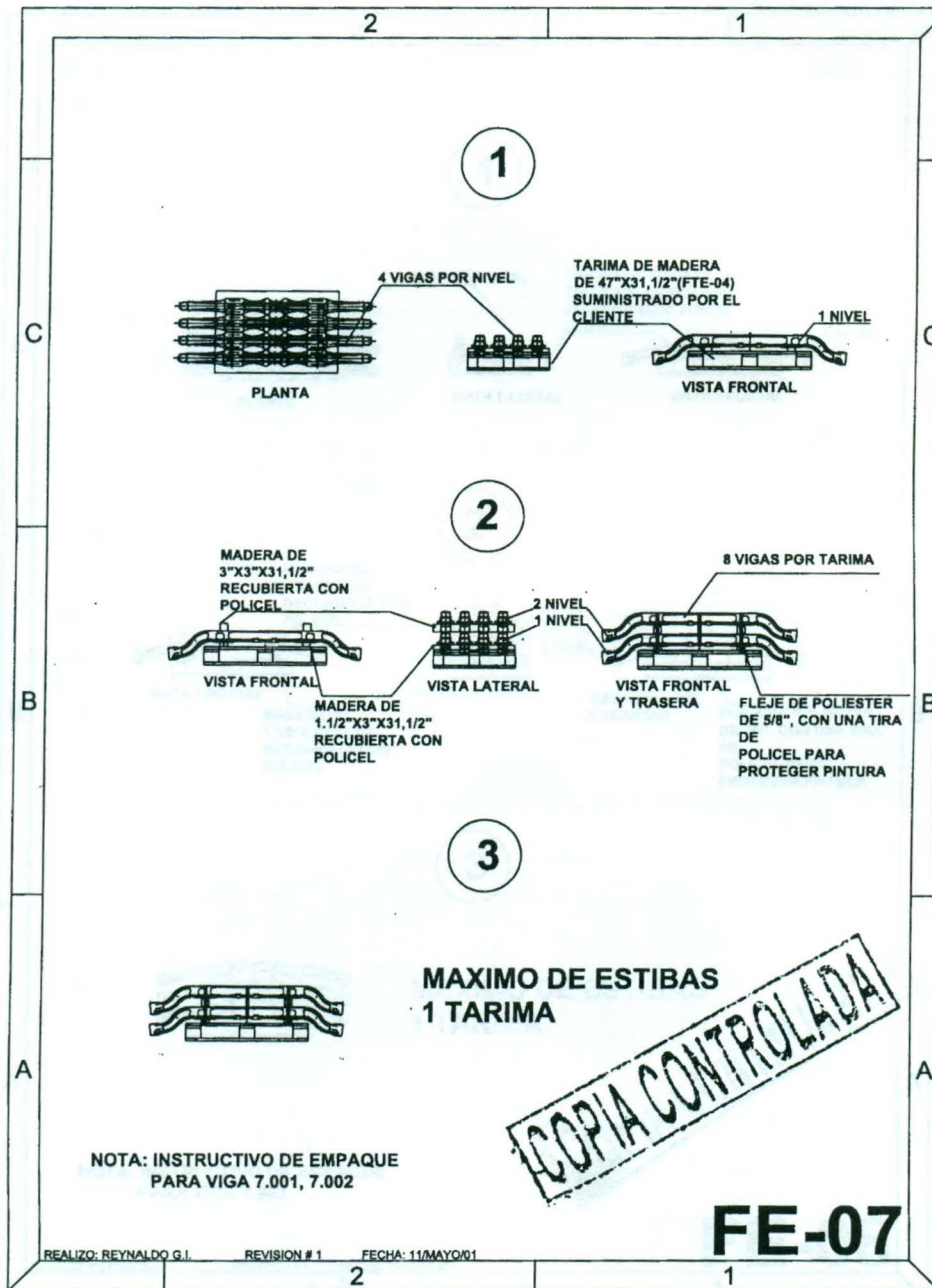 2
1
1
C
C
4 VIGAS POR NIVEL
TARIMA DE MADERA
DE 47"X31,1/2"(FTE-04)
SUMINISTRADO POR EL
CLIENTE
1 NIVEL
PLANTA
VISTA FRONTAL
2
MADERA DE
3"X3"X31,1/2"
RECUBIERTA CON
POLICEL
8 VIGAS POR TARIMA
2 NIVEL
1 NIVEL
VISTA FRONTAL
VISTA LATERAL
VISTA FRONTAL
Y TRASERA
B
B
MADERA DE
1.1/2"X3"X31,1/2"
RECUBIERTA CON
POLICEL
FLEJE DE POLIESTER
DE 5/8", CON UNA TIRA
DE
POLICEL PARA
PROTEGER PINTURA
3
MAXIMO DE ESTIBAS
1 TARIMA
COPIA CONTROLADA
A
A
NOTA: INSTRUCTIVO DE EMPAQUE
PARA VIGA 7.001, 7.002
FE-07
REALIZO: REYNALDO G.I. REVISION # 1 FECHA: 11/MAYO/01
2
1